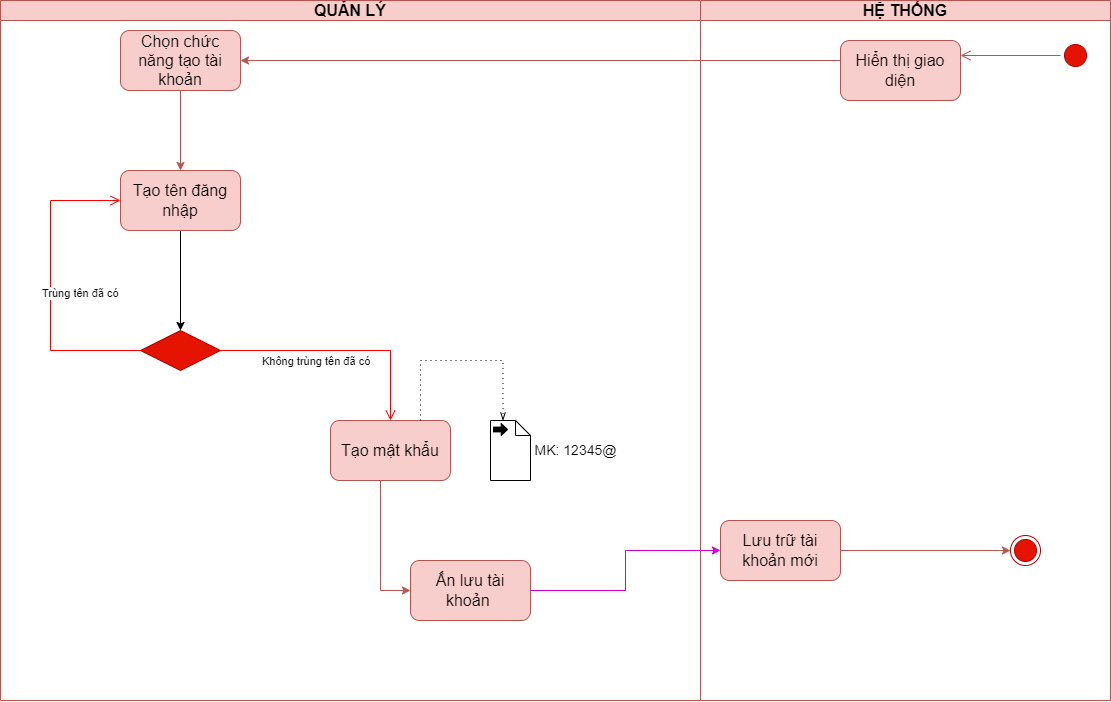 QUẢN LÝ
HỆ THỐNG
Chọn chức
năng tạo tài
khoản
Hiển thị giao
diện
Tạo tên đăng
nhập
Trùng tên đã có
Không trùng tên đã có
Tạo mật khẩu
MK: 12345@
Lưu trữ tài
khoản mới
Ấn lưu tài
khoản